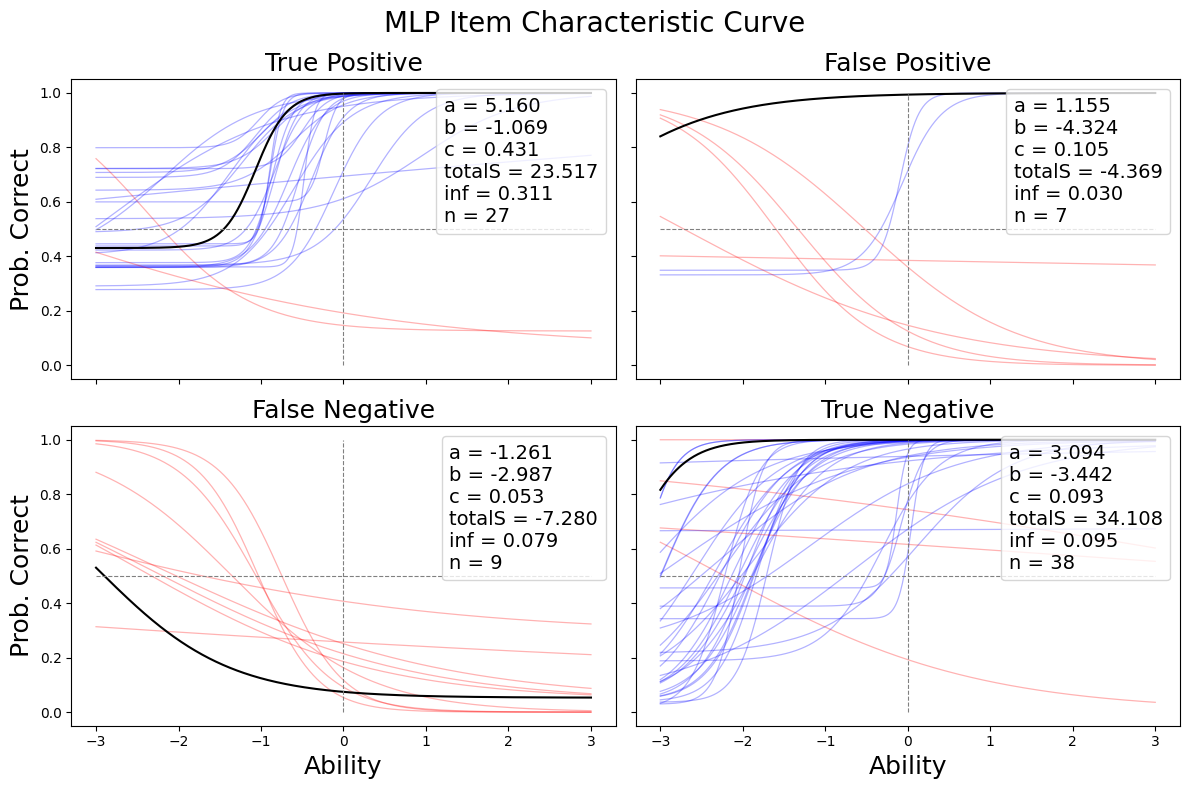 MLP Item Characteristic Curve
True Positive
False Positive
1.0
0.8
0.6
0.4
0.2
0.0
Prob. Correct
a = 5.160
b = -1.069
c = 0.431
totalS = 23.517
inf = 0.311
n = 27
a = 1.155
b = -4.324
c = 0.105
totalS = -4.369
inf = 0.030
n = 7
False Negative
True Negative
1.0
0.8
0.6
0.4
0.2
0.0
Prob. Correct
a = -1.261
b = -2.987
c = 0.053
totalS = -7.280
inf = 0.079
n = 9
a = 3.094
b = -3.442
c = 0.093
totalS = 34.108
inf = 0.095
n = 38
−3 −2 −1 0 1 2 3
−3 −2 −1 0 1 2 3
Ability
Ability